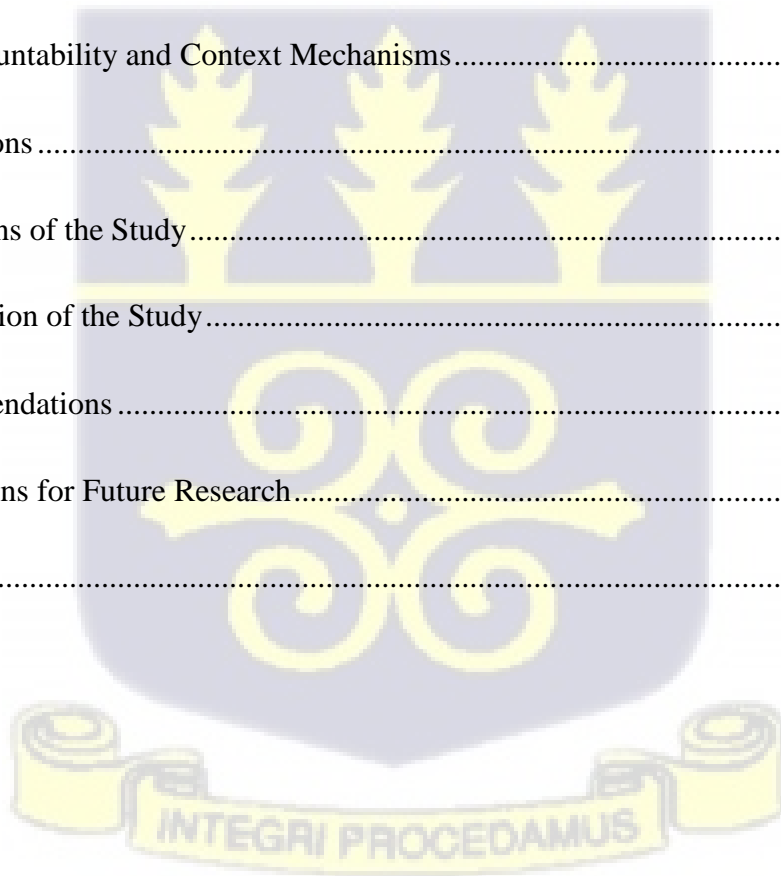 untability and Context Mechanisms..........................................
ons..............................................................................................
ns of the Study...........................................................................
ion of the Study.........................................................................
endations....................................................................................
ns for Future Research.............................................................
.....................................................................................................
INTEGRI PROCEDAMUS